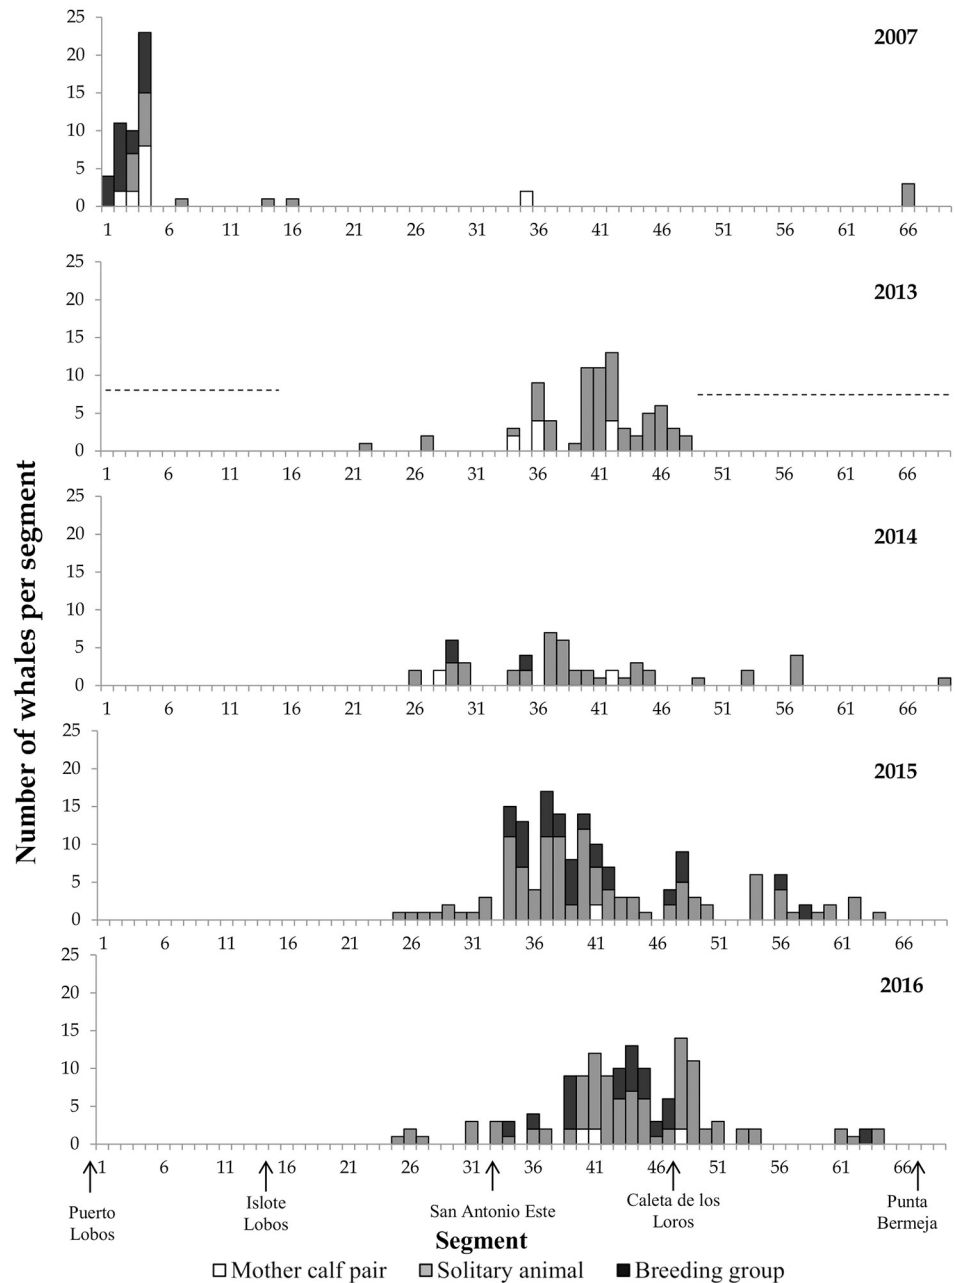 25
2007
20
15
10
5
0
1 6 11 16 21 26 31 36 41 46 51 56 61 66
25
2013
20
15
10
5
0
1 6 11 16 21 26 31 36 41 46 51 56 61 66
25
2014
20
15
10
5
0
1 6 11 16 21 26 31 36 41 46 51 56 61 66
Number of whales per segment
25
2015
20
15
10
5
0
1 6 11 16 21 26 31 36 41 46 51 56 61 66
25
2016
20
15
10
5
0
1 6 11 16 21 26 31 36 41 46 51 56 61 66
Puerto
Lobos
Islote
Lobos
San Antonio Este
Caleta de los
Loros
Punta
Bermeja
Segment
Mother calf pair Solitary animal Breeding group